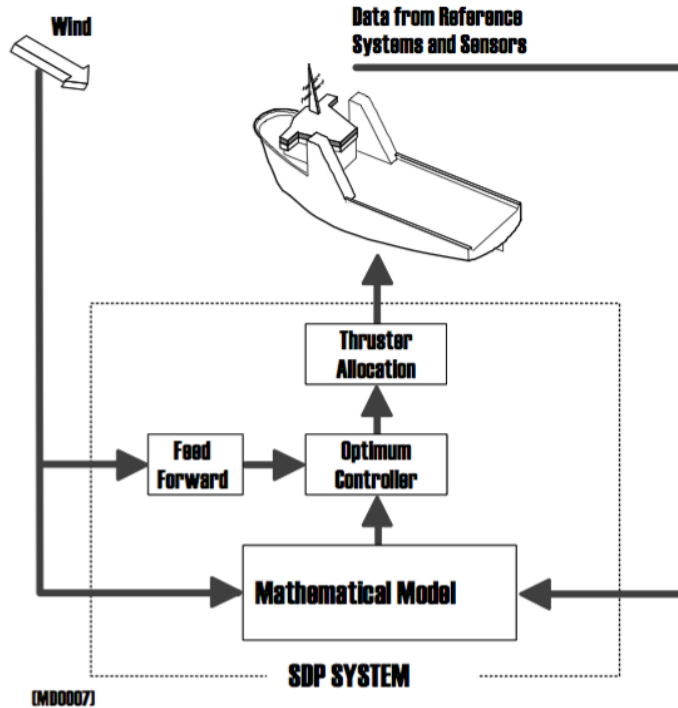 Wind
Data from Reference
Systems and Sensors
Thruster
Allocation
Feed
Forward
Optimum
Controller
Mathematical Model
SDP SYSTEM
(MD0007)